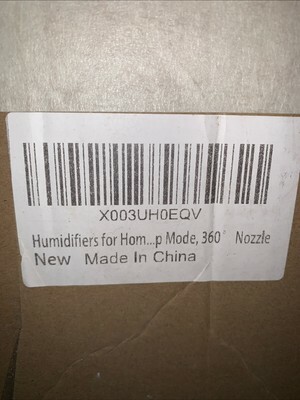 X003UH0EQV
Humidifiers for Hom...p Mode, 360° Nozzle
New Made In China